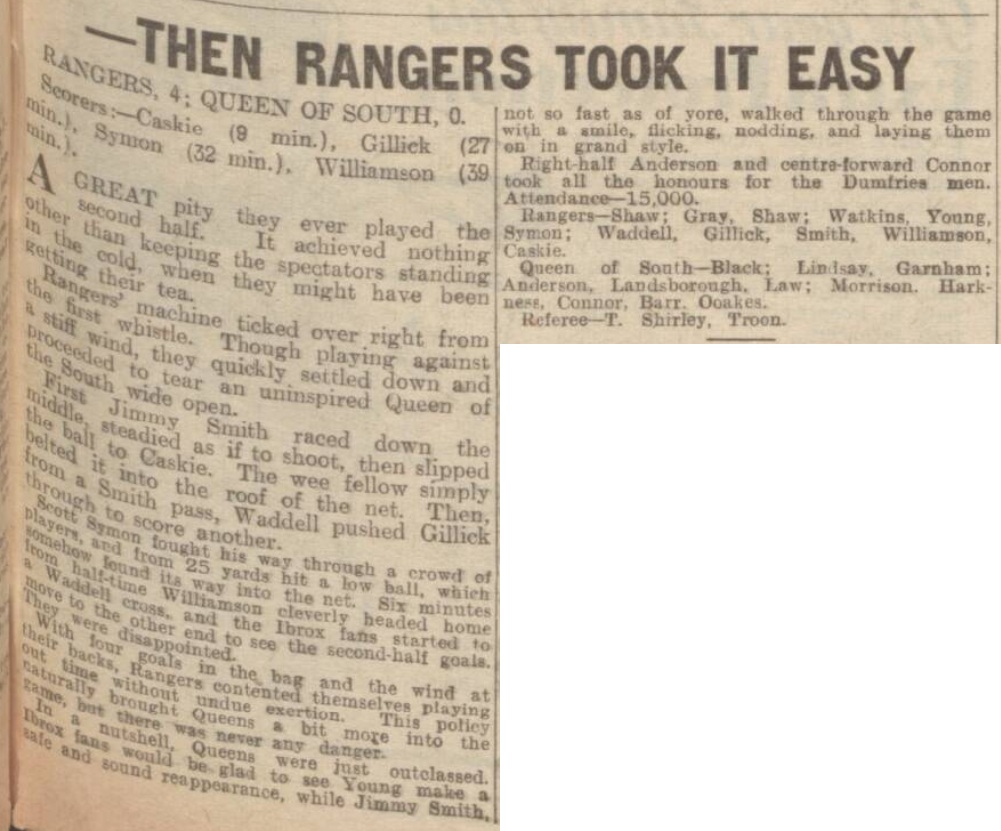 —THEN RANGERS TOOK IT EASY
RANGERS, 4; QUEEN OF SOUTH, 0.
Scorers:—Caskie (9 min.), Gillick (27
min.), Symon (32 min.), Williamson (39
min.).
A GREAT pity they ever played the
second half. It achieved nothing
other than keeping the spectators standing
in the cold, when they might have been
getting their tea.
Rangers' machine ticked over right from
the first whistle. Though playing against
a stiff wind, they quickly settled down and
proceeded to tear an uninspired Queen of
the South wide open.
First Jimmy Smith raced down the
middle, steadied as if to shoot, then slipped
the ball to Caskie. The wee fellow simply
belted it into the roof of the net. Then,
from a Smith pass, Waddell pushed Gillick
through to score another.
Scott Symon fought his way through a crowd of
players, and from 25 yards hit a low ball, which
somehow found its way into the net. Six minutes
from half-time Williamson cleverly headed home
a Waddell cross, and the Ibrox fans started to
move to the other end to see the second-half goals.
They were disappointed.
With four goals in the bag and the wind at
their backs, Rangers contented themselves playing
out time without undue exertion. This policy
naturally brought Queens a bit more into the
game, but there was never any danger.
In a nutshell, Queens were just outclassed.
Ibrox fans would be glad to see Young make a
safe and sound reappearance, while Jimmy Smith,
not so fast as of yore, walked through the game
with a smile, flicking, nodding, and laying them
on in grand style.
Right-half Anderson and centre-forward Connor
took all the honours for the Dumfries men.
Attendance—15,000.
Rangers—Shaw; Gray, Shaw; Watkins, Young,
Symon; Waddell, Gillick, Smith, Williamson,
Caskie.
Queen of South—Black; Lindsay, Garnham;
Anderson, Landsborough, Law; Morrison. Hark-
ness, Connor, Barr, Ooakes.
Referee—T. Shirley, Troon.